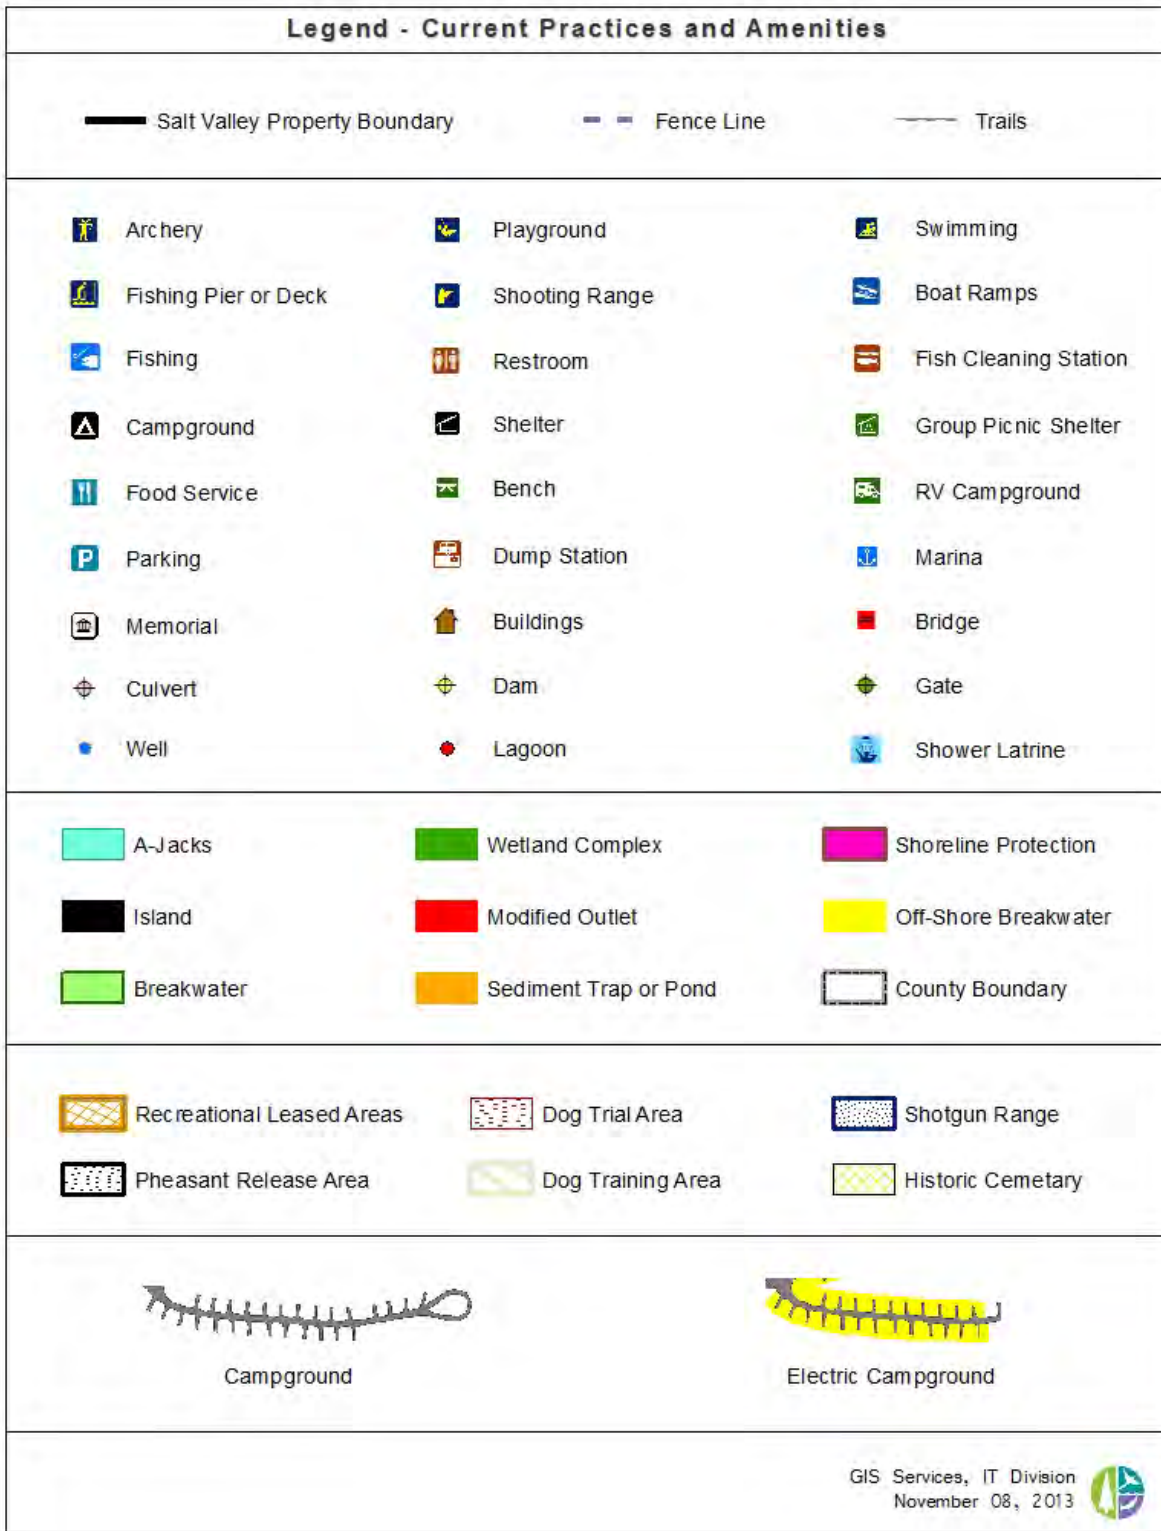 Legend - Current Practices and Amenities
Salt Valley Property Boundary Fence Line Trails
Archery Playground Swimming
Fishing Pier or Deck Shooting Range Boat Ramps
Fishing Restroom Fish Cleaning Station
Campground Shelter Group Picnic Shelter
Food Service Bench RV Campground
P Parking Dump Station Marina
Memorial Buildings Bridge
Culvert Dam Gate
Well Lagoon Shower Latrine
A-Jacks Wetland Complex Shoreline Protection
Island Modified Outlet Off-Shore Breakwater
Breakwater Sediment Trap or Pond County Boundary
Recreational Leased Areas Dog Trial Area Shotgun Range
Pheasant Release Area Dog Training Area Historic Cemetary
Campground Electric Campground
GIS Services, IT Division
November 08, 2013